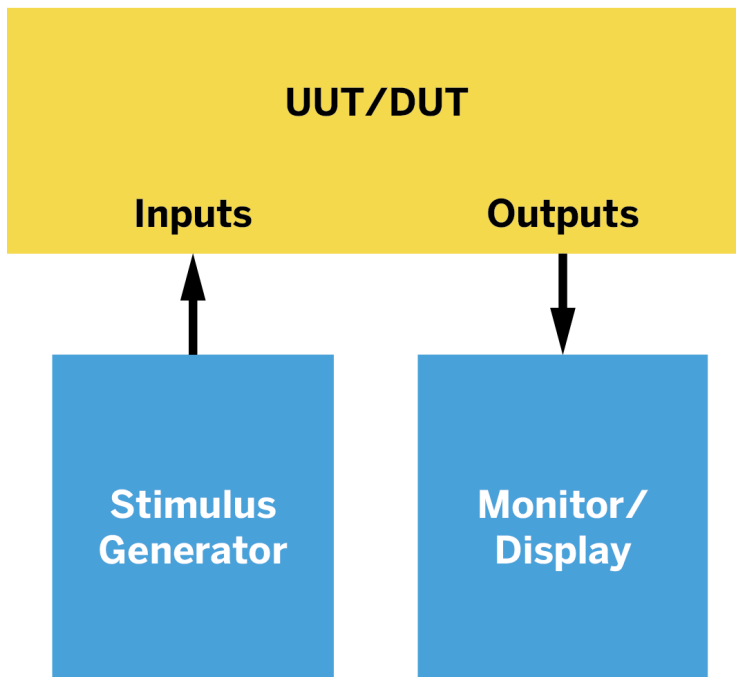 UUT/DUT
Inputs
Outputs
Stimulus
Generator
Monitor/
Display